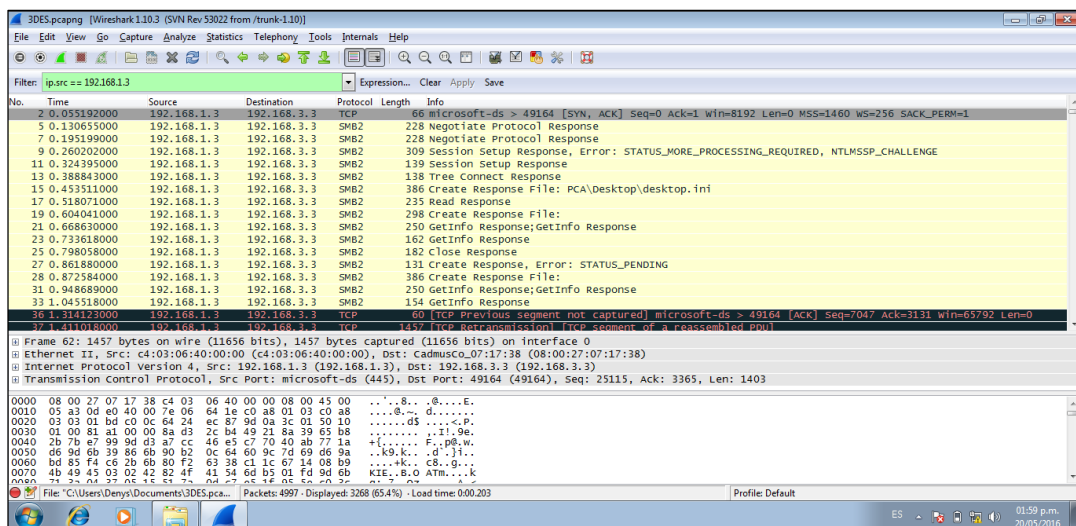 3DES.pcapng [Wireshark 1.10.3 (SVN Rev 53022 from /trunk-1.10)]
File Edit View Go Capture Analyze Statistics Telephony Tools Internals Help
Filter: ip.src == 192.168.1.3 Expression... Clear Apply Save
No. Time Source Destination Protocol Length Info
2 0.055192000 192.168.1.3 192.168.3.3 TCP 66 microsoft-ds > 49164 [SYN, ACK] Seq=0 Ack=1 Win=8192 Len=0 MSS=1460 WS=256 SACK_PERM=1
5 0.130655000 192.168.1.3 192.168.3.3 SMB2 228 Negotiate Protocol Response
7 0.195199000 192.168.1.3 192.168.3.3 SMB2 228 Negotiate Protocol Response
9 0.260202000 192.168.1.3 192.168.3.3 SMB2 309 Session Setup Response, Error: STATUS_MORE_PROCESSING_REQUIRED, NTLMSSP_CHALLENGE
11 0.324395000 192.168.1.3 192.168.3.3 SMB2 139 Session Setup Response
13 0.388843000 192.168.1.3 192.168.3.3 SMB2 138 Tree Connect Response
15 0.453511000 192.168.1.3 192.168.3.3 SMB2 386 Create Response File: PCA\Desktop\desktop.ini
17 0.518071000 192.168.1.3 192.168.3.3 SMB2 235 Read Response
19 0.604041000 192.168.1.3 192.168.3.3 SMB2 298 Create Response File:
21 0.668630000 192.168.1.3 192.168.3.3 SMB2 250 GetInfo Response;GetInfo Response
23 0.733618000 192.168.1.3 192.168.3.3 SMB2 162 GetInfo Response
25 0.798058000 192.168.1.3 192.168.3.3 SMB2 182 Close Response
27 0.861880000 192.168.1.3 192.168.3.3 SMB2 131 Create Response, Error: STATUS_PENDING
28 0.872584000 192.168.1.3 192.168.3.3 SMB2 386 Create Response File:
31 0.948689000 192.168.1.3 192.168.3.3 SMB2 250 GetInfo Response;GetInfo Response
33 1.045518000 192.168.1.3 192.168.3.3 SMB2 154 GetInfo Response
36 1.314123000 192.168.1.3 192.168.3.3 TCP 60 [TCP Previous segment not captured] microsoft-ds > 49164 [ACK] Seq=7047 Ack=3131 Win=65792 Len=0
37 1.411018000 192.168.1.3 192.168.3.3 TCP 1457 [TCP Retransmission] [TCP segment of a reassembled PDU]
Frame 62: 1457 bytes on wire (11656 bits), 1457 bytes captured (11656 bits) on interface 0
Ethernet II, Src: c4:03:06:40:00:00 (c4:03:06:40:00:00), Dst: CadmusCo_07:17:38 (08:00:27:07:17:38)
Internet Protocol Version 4, Src: 192.168.1.3 (192.168.1.3), Dst: 192.168.3.3 (192.168.3.3)
Transmission Control Protocol, Src Port: microsoft-ds (445), Dst Port: 49164 (49164), Seq: 25115, Ack: 3365, Len: 1403
0000 08 00 27 07 17 38 c4 03 06 40 00 00 08 00 45 00 ..'..8.. .@....E.
0010 05 a3 0d e0 40 00 7e 06 64 1e c0 a8 01 03 c0 a8 ....@.~. d.......
0020 03 03 01 bd c0 0c 64 24 ec 87 9d 0a 3c 01 50 10 ......d$ ....<.P.
0030 01 00 81 a1 00 00 8a d3 2c b4 49 21 8a 39 65 b8 ........ ,.I!.9e.
0040 2b 7b e7 99 9d d3 a7 cc 46 e5 c7 70 40 ab 77 1a +{...... F..p@.w.
0050 d6 9d 6b 39 86 6b 90 b2 0c 64 60 9c 7d 69 d6 9a ..k9.k.. .d`.}i..
0060 bd 85 f4 c6 2b 6b 80 f2 63 38 c1 1c 67 14 08 b9 ....+k.. c8..g...
0070 4b 49 45 03 02 42 82 4f 41 54 6d b5 01 fd 9d 6b KIE..B.O ATm....k
File: "C:\Users\Denys\Documents\3DES.pca... Packets: 4997 · Displayed: 3268 (65.4%) · Load time: 0:00.203 Profile: Default
ES 01:59 p.m.
20/05/2016